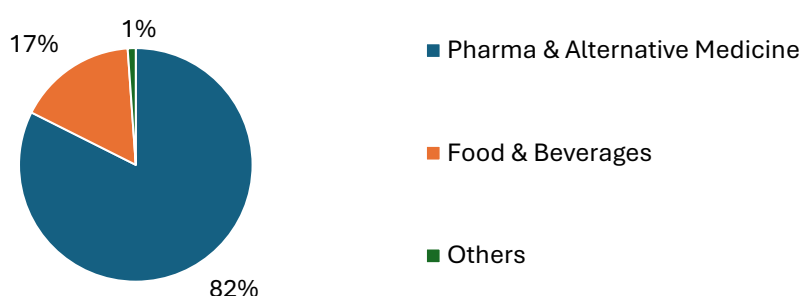 1%
17%
82%
Pharma & Alternative Medicine
Food & Beverages
Others